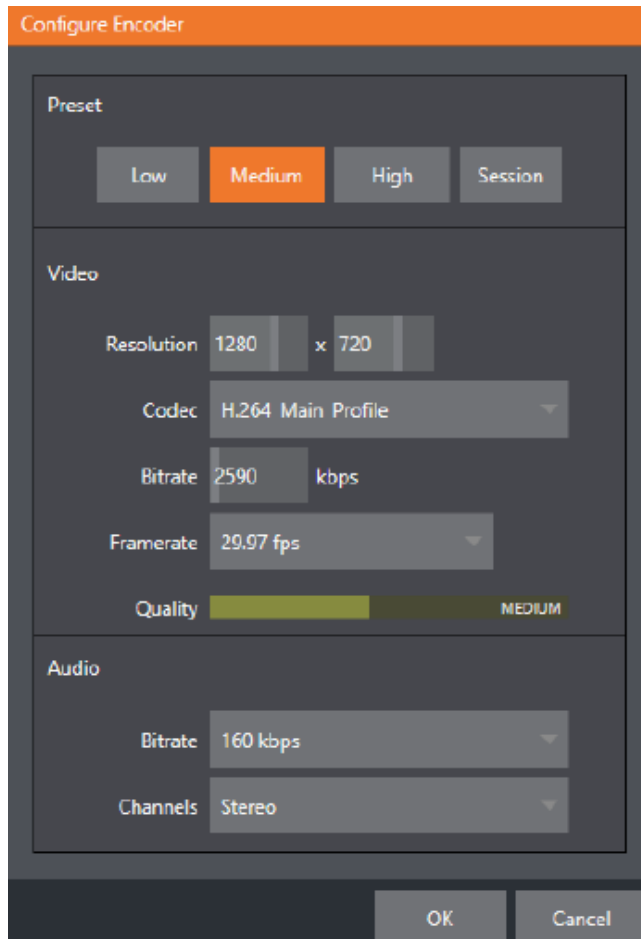 Configure Encoder
Preset
Low Medium High Session
Video
Resolution 1280 x 720
Codec H.264 Main Profile
Bitrate 2590 kbps
Framerate 29.97 fps
Quality MEDIUM
Audio
Bitrate 160 kbps
Channels Stereo
OK Cancel